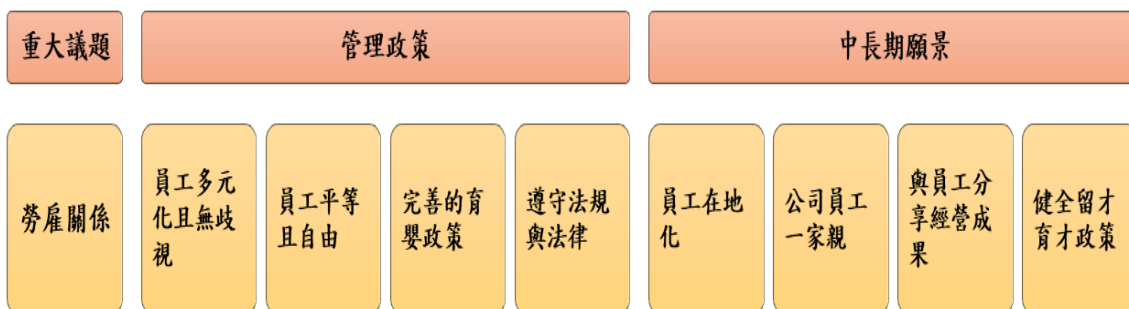 重大議題
管理政策
中長期願景
勞雇關係
員工多元
化且無歧
視
員工平等
且自由
完善的育
嬰政策
遵守法規
與法律
員工在地
化
公司員工
一家親
與員工分
享經營成
果
健全留才
育才政策